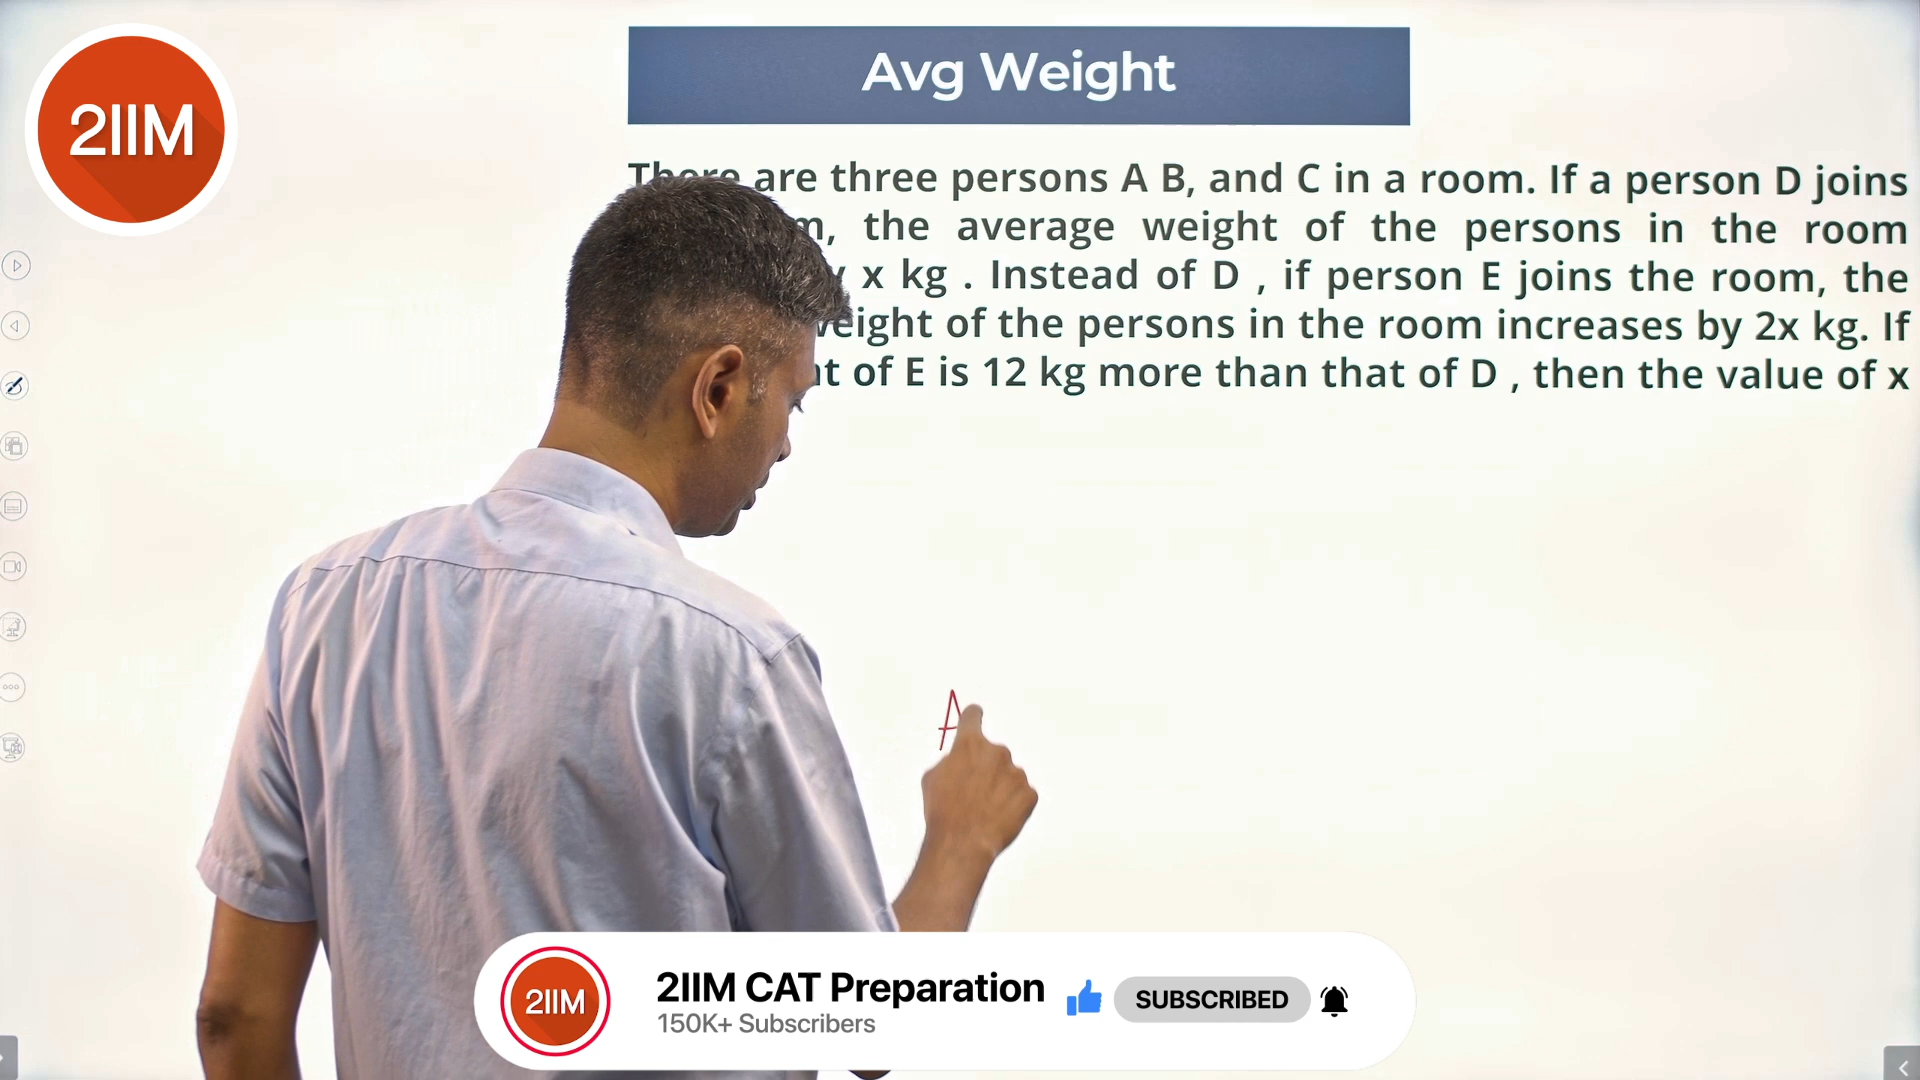 2IIM
Avg Weight
There are three persons A B, and C in a room. If a person D joins
the average weight of the persons in the room
x kg . Instead of D , if person E joins the room, the
weight of the persons in the room increases by 2x kg. If
of E is 12 kg more than that of D , then the value of x
A
2IIM
2IIM CAT Preparation
150K+ Subscribers
SUBSCRIBED